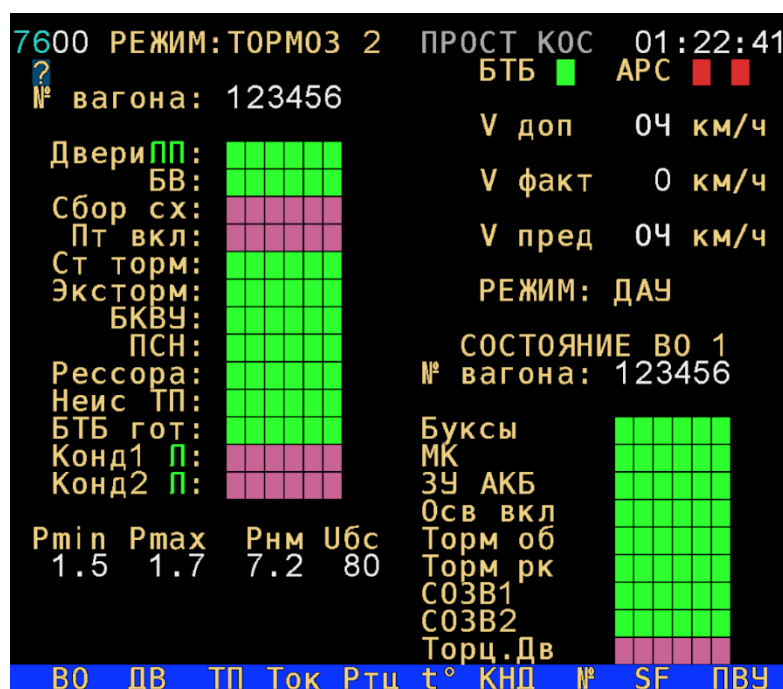 7600 РЕЖИМ:ТОРМОЗ 2 ПРОСТ КОС 01:22:41
? БТБ АРС
№ вагона: 123456
V доп 0Ч км/ч
ДвериПП:
БВ:
V факт 0 км/ч
Сбор сх:
Пт вкл:
V пред 0Ч км/ч
Ст торм:
Эксторм:
РЕЖИМ: ДАУ
БКВУ:
ПСН:
СОСТОЯНИЕ ВО 1
Рессора:
№ вагона: 123456
Неис ТП:
БТБ гот:
Конд1 П:
Конд2 П:
Буксы
МК
ЗУ АКБ
Осв вкл
Торм об
Торм рк
СОЗВ1
СОЗВ2
Торц.Дв
Pmin Pmax Рнм Uбс
1.5 1.7 7.2 80
ВО ДВ ТП Ток Ртц t° КНД № SF ПВУ